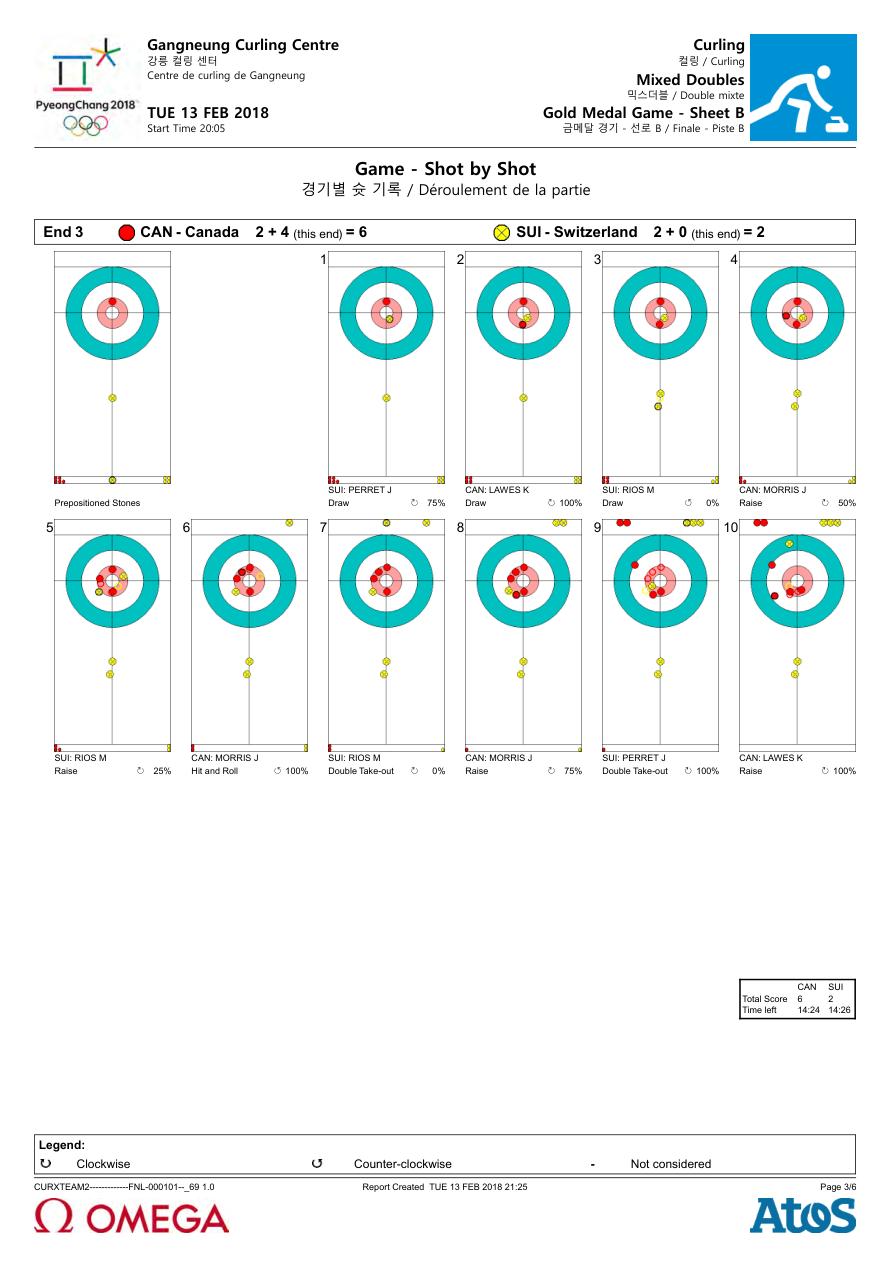 PyeongChang 2018
Gangneung Curling Centre
강릉 컬링 센터
Centre de curling de Gangneung
TUE 13 FEB 2018
Start Time 20:05
Curling
컬링 / Curling
Mixed Doubles
믹스더블 / Double mixte
Gold Medal Game - Sheet B
금메달 경기 - 선로 B / Finale - Piste B
Game - Shot by Shot
경기별 슛 기록 / Déroulement de la partie
End 3 CAN - Canada 2 + 4 (this end) = 6 SUI - Switzerland 2 + 0 (this end) = 2
1 2 3 4
SUI: PERRET J CAN: LAWES K SUI: RIOS M CAN: MORRIS J
Prepositioned Stones Draw ↻ 75% Draw ↻ 100% Draw ↺ 0% Raise ↻ 50%
5 6 7 8 9 10
SUI: RIOS M CAN: MORRIS J SUI: RIOS M CAN: MORRIS J SUI: PERRET J CAN: LAWES K
Raise ↻ 25% Hit and Roll ↺ 100% Double Take-out ↻ 0% Raise ↻ 75% Double Take-out ↻ 100% Raise ↻ 100%
CAN SUI
Total Score 6 2
Time left 14:24 14:26
Legend:
↻ Clockwise ↺ Counter-clockwise - Not considered
CURXTEAM2-------------FNL-000101--_69 1.0 Report Created TUE 13 FEB 2018 21:25 Page 3/6
Ω OMEGA
Atos